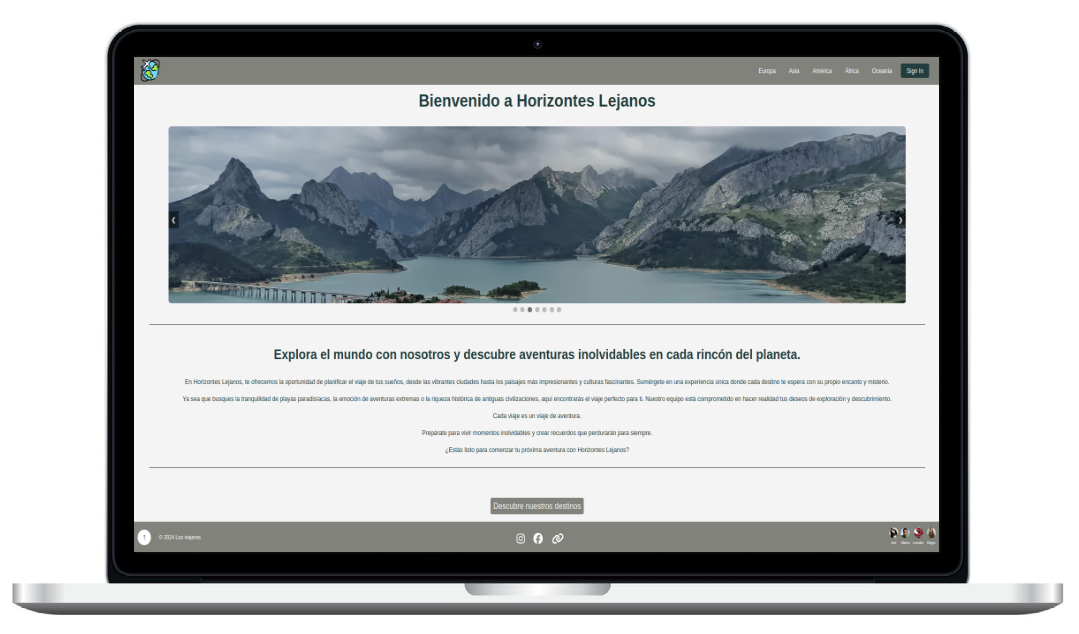 Europa Asia América África Oceanía Sign In
Bienvenido a Horizontes Lejanos
Explora el mundo con nosotros y descubre aventuras inolvidables en cada rincón del planeta.
En Horizontes Lejanos, te ofrecemos la oportunidad de planificar el viaje de tus sueños, desde las vibrantes ciudades hasta los paisajes más impresionantes y culturas fascinantes. Sumérgete en una experiencia única donde cada destino te espera con su propio encanto y misterio.
Ya sea que busques la tranquilidad de playas paradisíacas, la emoción de aventuras extremas o la riqueza histórica de antiguas civilizaciones, aquí encontrarás el viaje perfecto para ti. Nuestro equipo está comprometido en hacer realidad tus deseos de exploración y descubrimiento.
Cada viaje es un viaje de aventura.
Prepárate para vivir momentos inolvidables y crear recuerdos que perdurarán para siempre.
¿Estás listo para comenzar tu próxima aventura con Horizontes Lejanos?
Descubre nuestros destinos
© 2024 Los viajeros